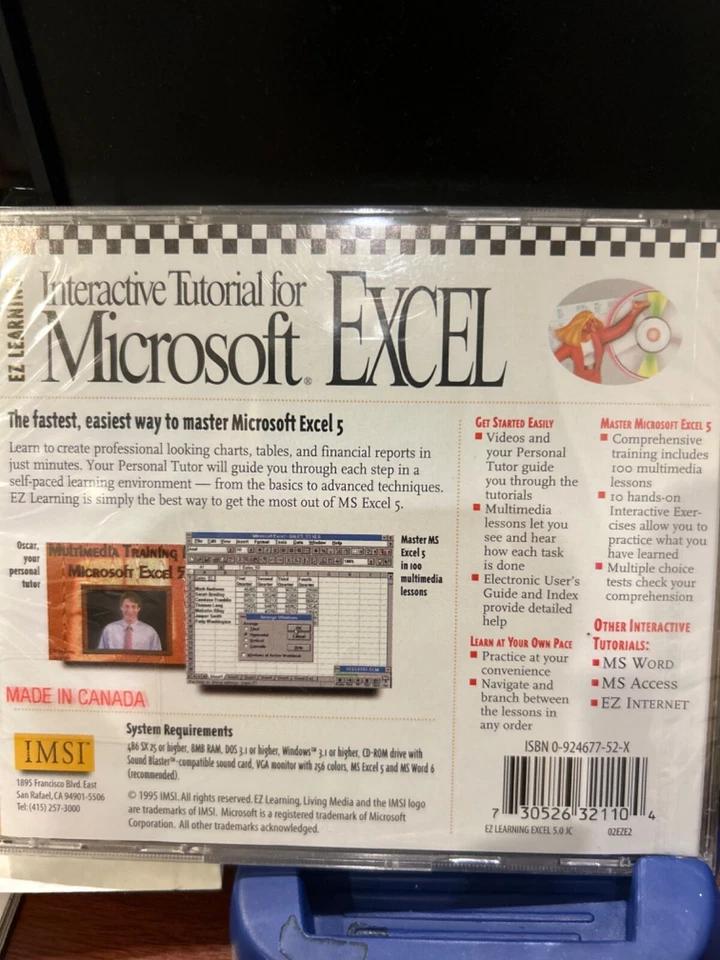 EZ LEARNING
Interactive Tutorial for
Microsoft® EXCEL
The fastest, easiest way to master Microsoft Excel 5
Learn to create professional looking charts, tables, and financial reports in
just minutes. Your Personal Tutor will guide you through each step in a
self-paced learning environment — from the basics to advanced techniques.
EZ Learning is simply the best way to get the most out of MS Excel 5.
Oscar,
your
personal
tutor
Multimedia Training
Microsoft Excel 5
Master MS
Excel 5
in 100
multimedia
lessons
MADE IN CANADA
IMSI™
1895 Francisco Blvd. East
San Rafael, CA 94901-5506
Tel: (415) 257-3000
System Requirements
486 SX 25 or higher, 8MB RAM, DOS 3.1 or higher, Windows™ 3.1 or higher, CD-ROM drive with
Sound Blaster™-compatible sound card, VGA monitor with 256 colors, MS Excel 5 and MS Word 6
(recommended).
© 1995 IMSI. All rights reserved. EZ Learning, Living Media and the IMSI logo
are trademarks of IMSI. Microsoft is a registered trademark of Microsoft
Corporation. All other trademarks acknowledged.
GET STARTED EASILY
Videos and
your Personal
Tutor guide
you through the
tutorials
Multimedia
lessons let you
see and hear
how each task
is done
Electronic User's
Guide and Index
provide detailed
help
LEARN AT YOUR OWN PACE
Practice at your
convenience
Navigate and
branch between
the lessons in
any order
MASTER MICROSOFT EXCEL 5
Comprehensive
training includes
100 multimedia
lessons
10 hands-on
Interactive Exer-
cises allow you to
practice what you
have learned
Multiple choice
tests check your
comprehension
OTHER INTERACTIVE
TUTORIALS:
MS WORD
MS ACCESS
EZ INTERNET
ISBN 0-924677-52-X
7 30526 32110 4
EZ LEARNING EXCEL 5.0 JC 02EZE2